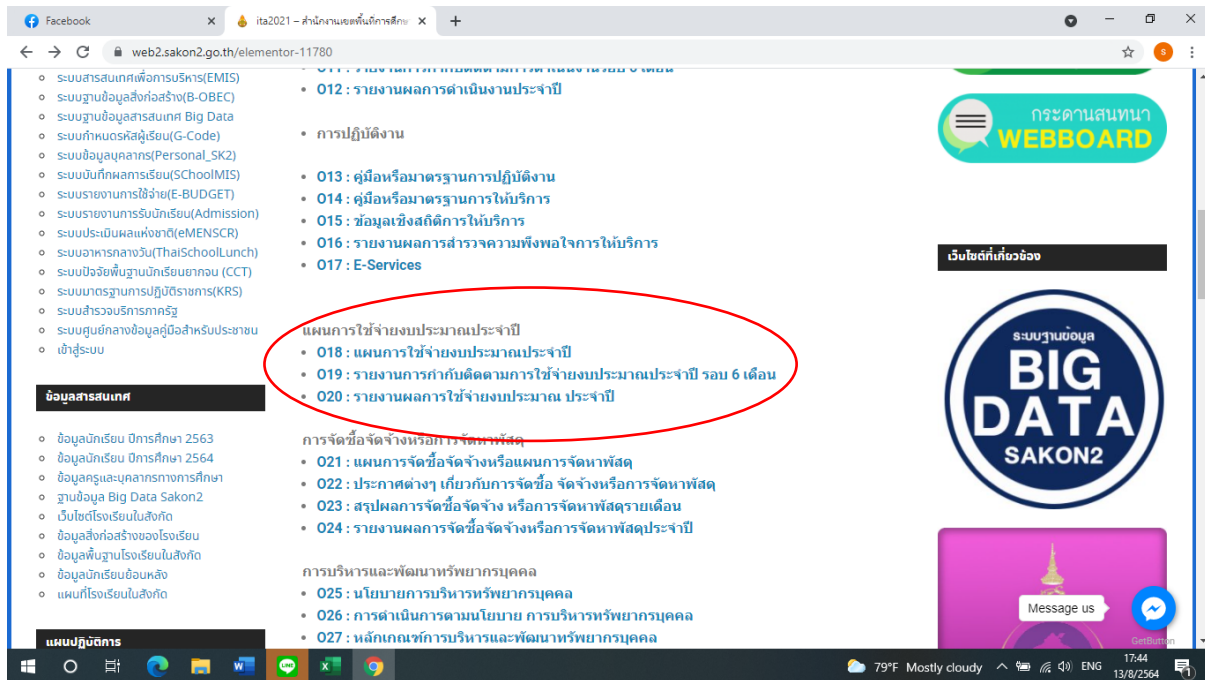 Facebook
ita2021 – สำนักงานเขตพื้นที่การศึกษ
web2.sakon2.go.th/elementor-11780
ระบบสารสนเทศเพื่อการบริหาร(EMIS)
ระบบฐานข้อมูลสิ่งก่อสร้าง(B-OBEC)
ระบบฐานข้อมูลสารสนเทศ Big Data
ระบบกำหนดรหัสผู้เรียน(G-Code)
ระบบข้อมูลบุคลากร(Personal_SK2)
ระบบบันทึกผลการเรียน(SChoolMIS)
ระบบรายงานการใช้จ่าย(E-BUDGET)
ระบบรายงานการรับนักเรียน(Admission)
ระบบประเมินผลแห่งชาติ(eMENSCR)
ระบบอาหารกลางวัน(ThaiSchoolLunch)
ระบบปัจจัยพื้นฐานนักเรียนยากจน (CCT)
ระบบมาตรฐานการปฏิบัติราชการ(KRS)
ระบบสำรวจบริการภาครัฐ
ระบบศูนย์กลางข้อมูลคู่มือสำหรับประชาชน
เข้าสู่ระบบ
ข้อมูลสารสนเทศ
ข้อมูลนักเรียน ปีการศึกษา 2563
ข้อมูลนักเรียน ปีการศึกษา 2564
ข้อมูลครูและบุคลากรทางการศึกษา
ฐานข้อมูล Big Data Sakon2
เว็บไซต์โรงเรียนในสังกัด
ข้อมูลสิ่งก่อสร้างของโรงเรียน
ข้อมูลพื้นฐานโรงเรียนในสังกัด
ข้อมูลนักเรียนย้อนหลัง
แผนที่โรงเรียนในสังกัด
แผนปฏิบัติการ
O11 : รายงานการกำกับติดตามการดำเนินงานรอบ 6 เดือน
O12 : รายงานผลการดำเนินงานประจำปี
การปฏิบัติงาน
O13 : คู่มือหรือมาตรฐานการปฏิบัติงาน
O14 : คู่มือหรือมาตรฐานการให้บริการ
O15 : ข้อมูลเชิงสถิติการให้บริการ
O16 : รายงานผลการสำรวจความพึงพอใจการให้บริการ
O17 : E-Services
แผนการใช้จ่ายงบประมาณประจำปี
O18 : แผนการใช้จ่ายงบประมาณประจำปี
O19 : รายงานการกำกับติดตามการใช้จ่ายงบประมาณประจำปี รอบ 6 เดือน
O20 : รายงานผลการใช้จ่ายงบประมาณ ประจำปี
การจัดซื้อจัดจ้างหรือการจัดหาพัสดุ
O21 : แผนการจัดซื้อจัดจ้างหรือแผนการจัดหาพัสดุ
O22 : ประกาศต่างๆ เกี่ยวกับการจัดซื้อ จัดจ้างหรือการจัดหาพัสดุ
O23 : สรุปผลการจัดซื้อจัดจ้าง หรือการจัดหาพัสดุรายเดือน
O24 : รายงานผลการจัดซื้อจัดจ้างหรือการจัดหาพัสดุประจำปี
การบริหารและพัฒนาทรัพยากรบุคคล
O25 : นโยบายการบริหารทรัพยากรบุคคล
O26 : การดำเนินการตามนโยบาย การบริหารทรัพยากรบุคคล
O27 : หลักเกณฑ์การบริหารและพัฒนาทรัพยากรบุคคล
กระดานสนทนา
WEBBOARD
เว็บไซต์ที่เกี่ยวข้อง
ระบบฐานข้อมูล
BIG
DATA
SAKON2
Message us
GetButton
79°F Mostly cloudy
ENG
17:44
13/8/2564